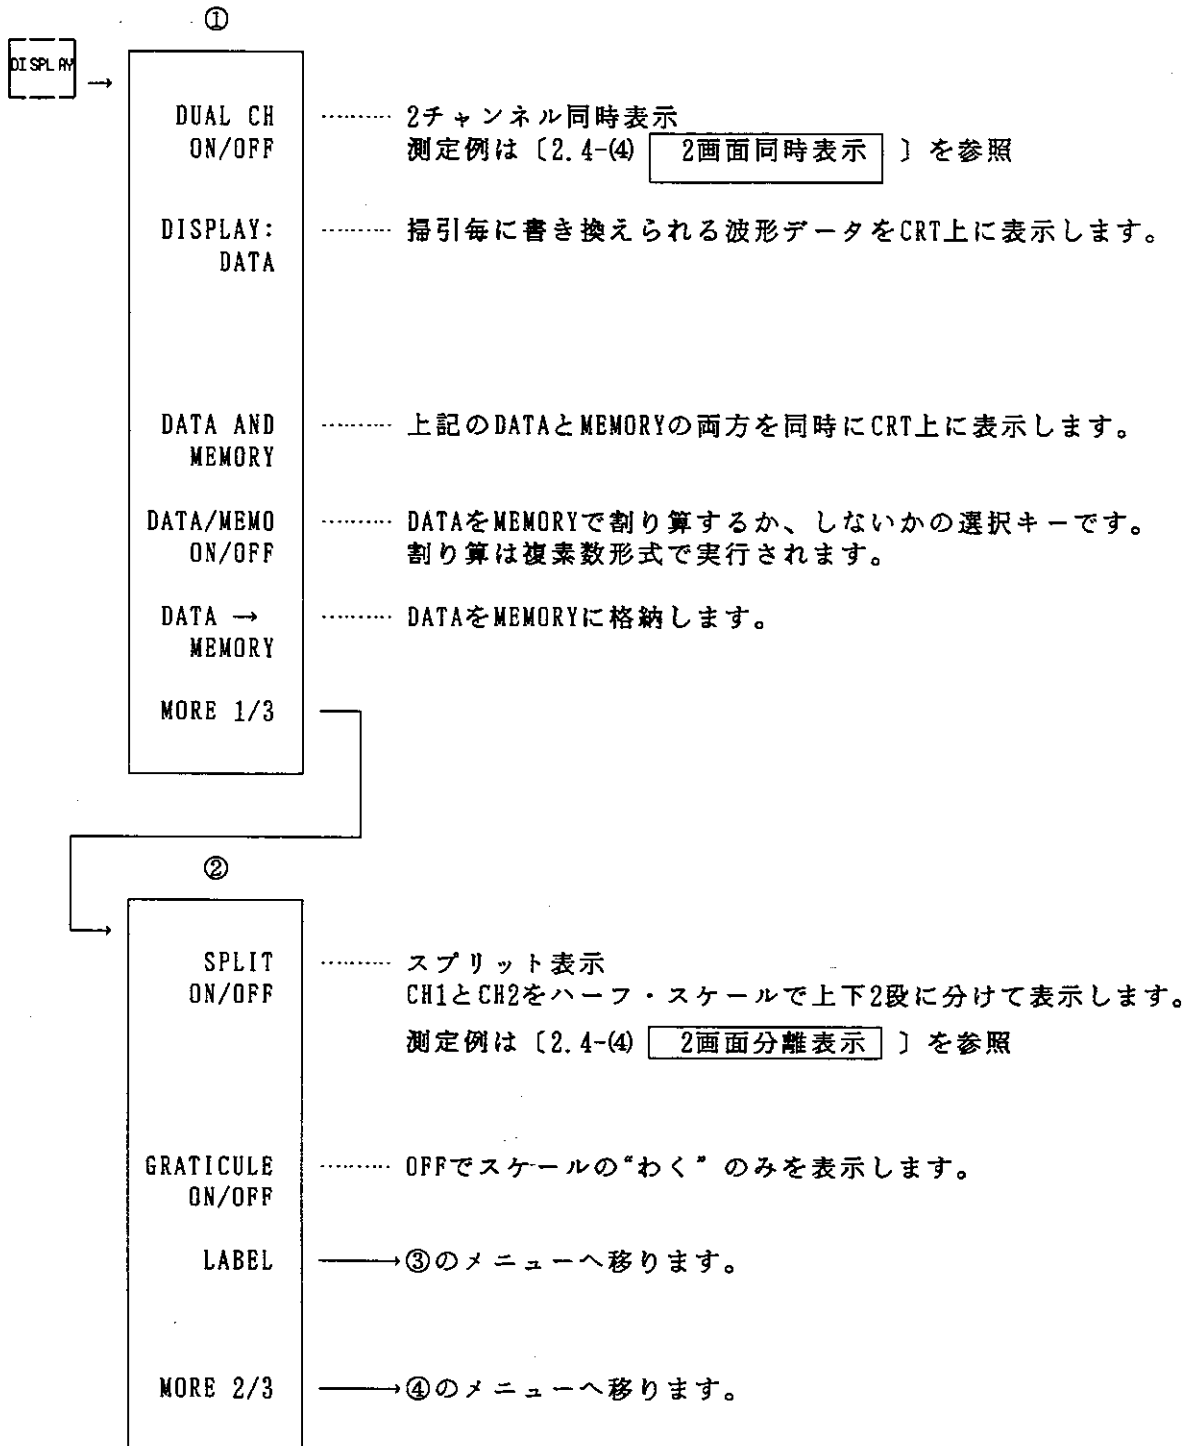 ①
DISPLAY →
DUAL CH ……… 2チャンネル同時表示
ON/OFF 測定例は〔2.4-⑷ 2画面同時表示 〕を参照
DISPLAY: ……… 掃引毎に書き換えられる波形データをCRT上に表示します。
DATA
DATA AND ……… 上記のDATAとMEMORYの両方を同時にCRT上に表示します。
MEMORY
DATA/MEMO ……… DATAをMEMORYで割り算するか、しないかの選択キーです。
ON/OFF 割り算は複素数形式で実行されます。
DATA → ……… DATAをMEMORYに格納します。
MEMORY
MORE 1/3
②
SPLIT ……… スプリット表示
ON/OFF CH1とCH2をハーフ・スケールで上下2段に分けて表示します。
測定例は〔2.4-⑷ 2画面分離表示 〕を参照
GRATICULE ……… OFFでスケールの“わく”のみを表示します。
ON/OFF
LABEL →③のメニューへ移ります。
MORE 2/3 →④のメニューへ移ります。